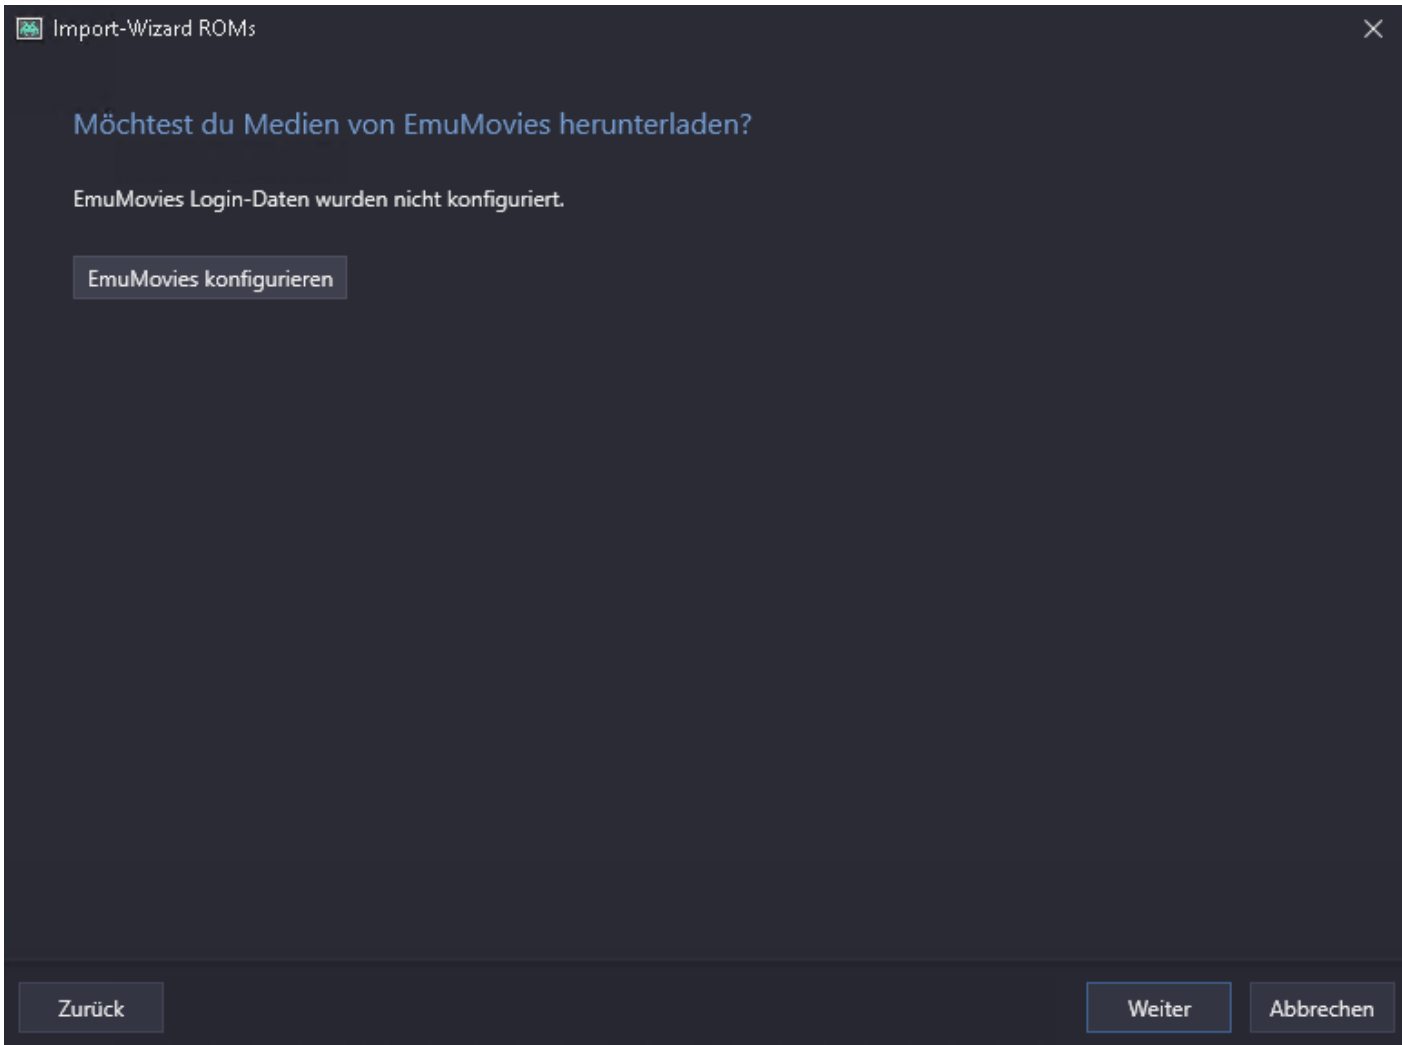 Import-Wizard ROMs
Möchtest du Medien von EmuMovies herunterladen?
EmuMovies Login-Daten wurden nicht konfiguriert.
EmuMovies konfigurieren
Zurück
Weiter
Abbrechen